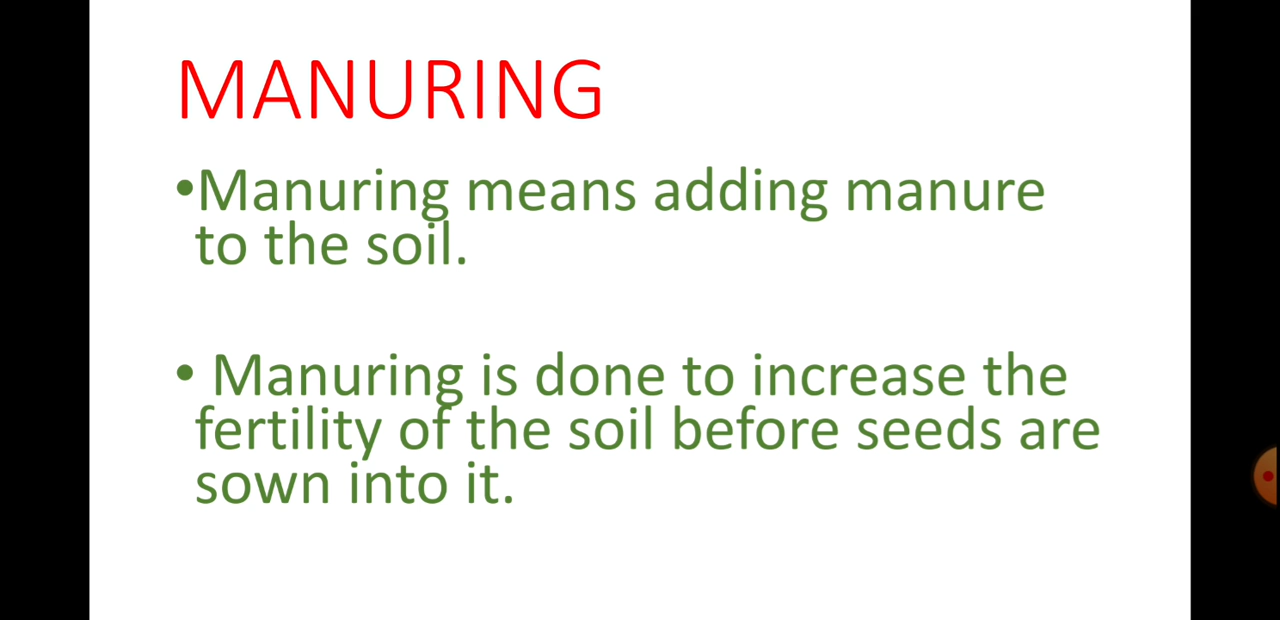 MANURING
•Manuring means adding manure
to the soil.
• Manuring is done to increase the
fertility of the soil before seeds are
sown into it.